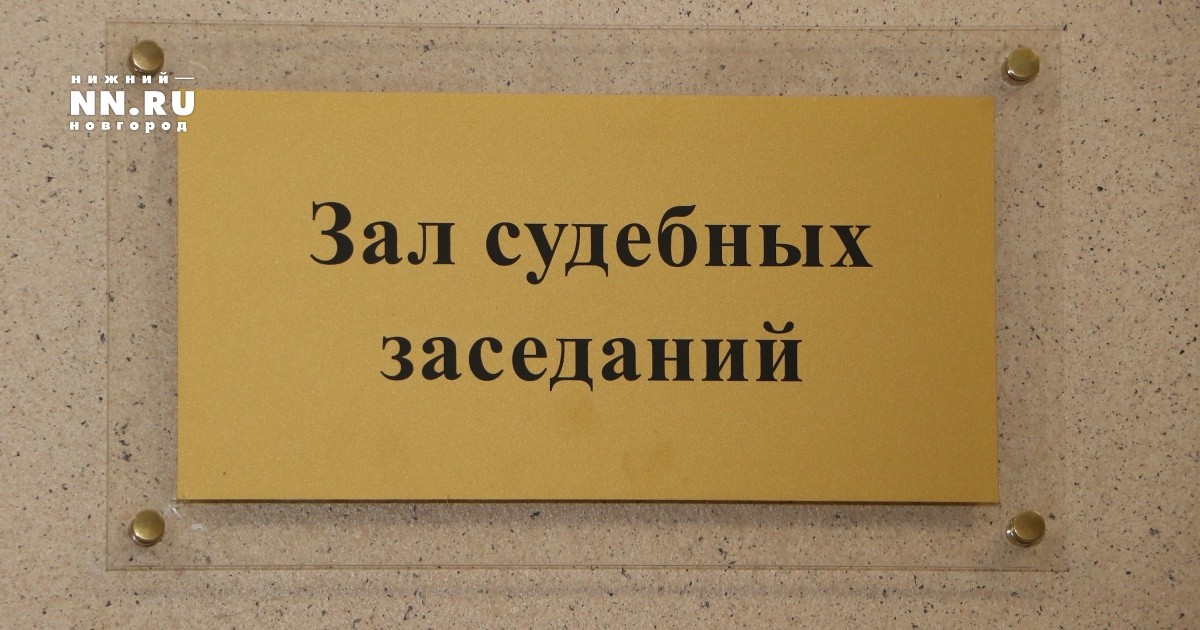 нижний
NN.RU
новгород
Зал судебных
заседаний